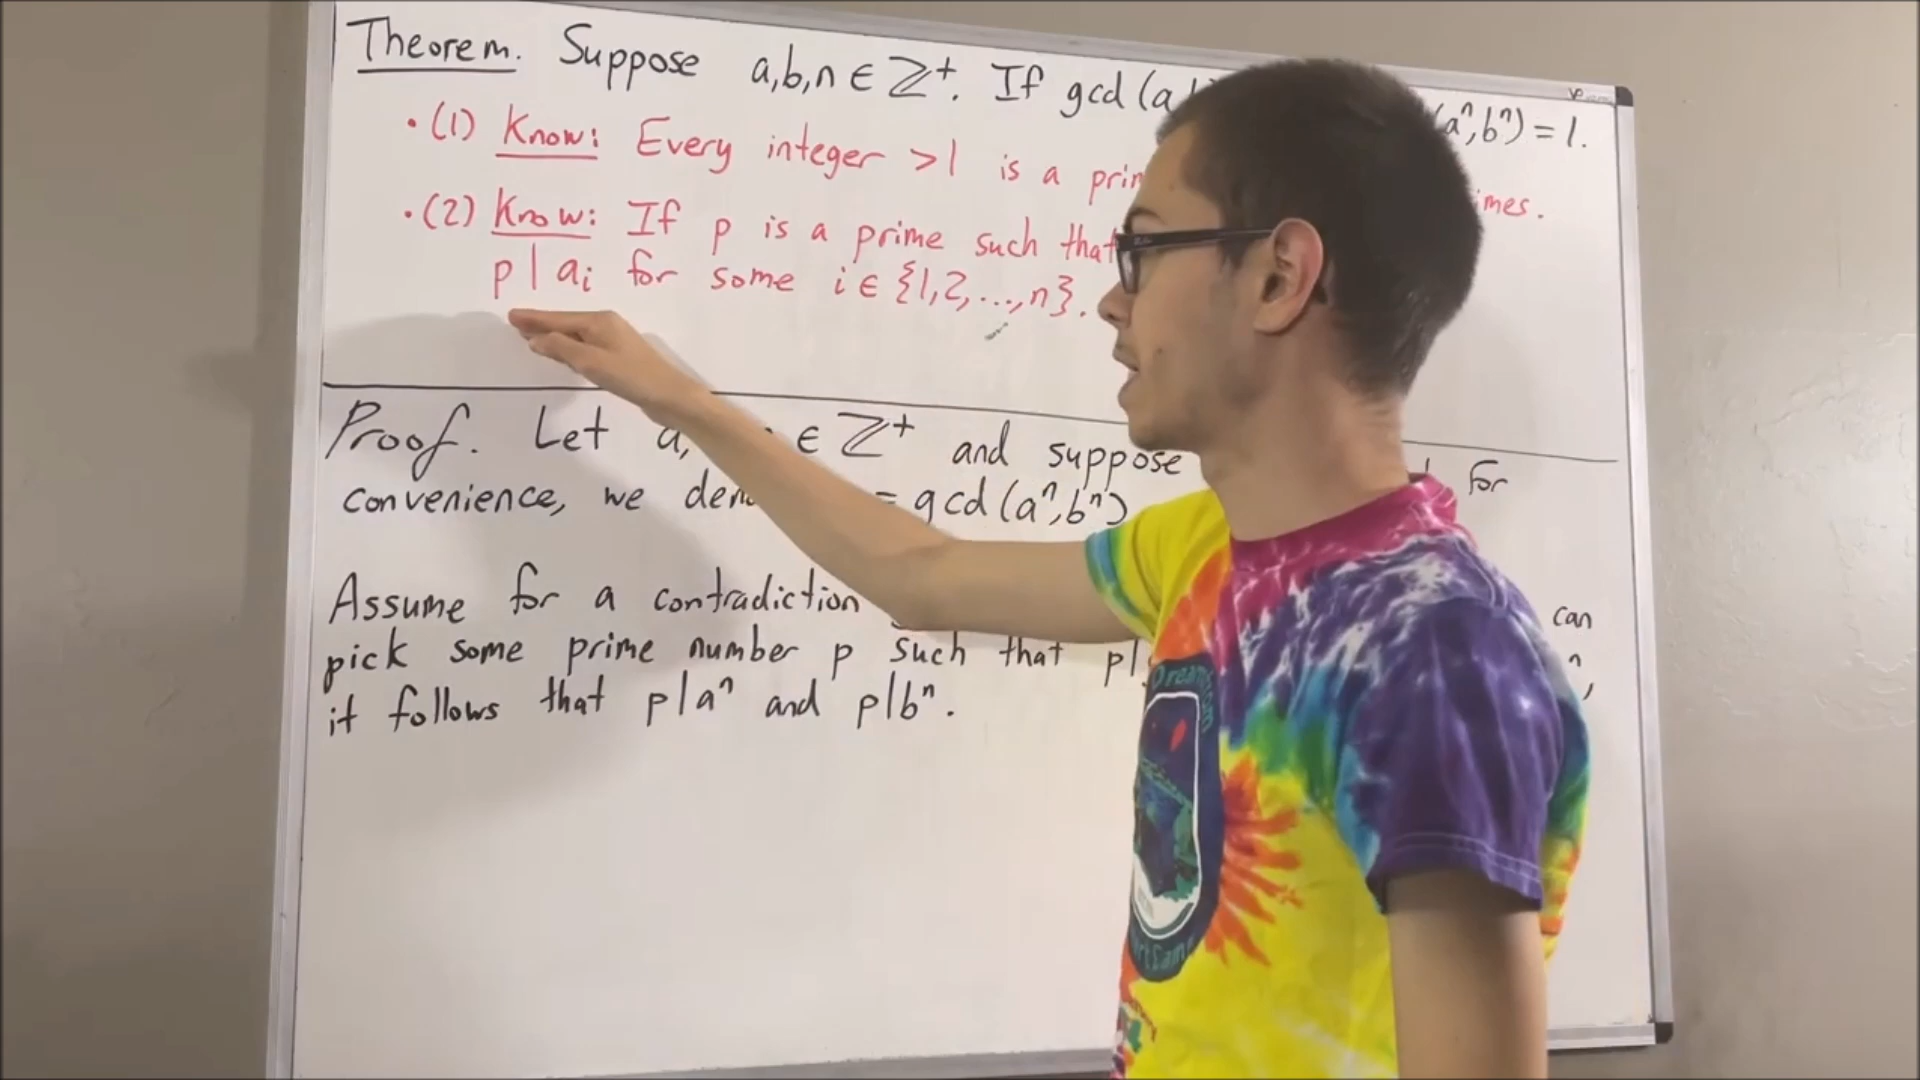 Theorem. Suppose a,b,n ∈ ℤ⁺. If gcd(a aⁿ,bⁿ) = 1.
• (1) Know: Every integer >1 is a prim imes.
• (2) Know: If p is a prime such that
p | aᵢ for some i ∈ {1,2,...,n}.
Proof. Let a, ∈ ℤ⁺ and suppose for
convenience, we den = gcd(aⁿ,bⁿ)
Assume for a contradiction can
pick some prime number p such that p|
it follows that p|aⁿ and p|bⁿ.